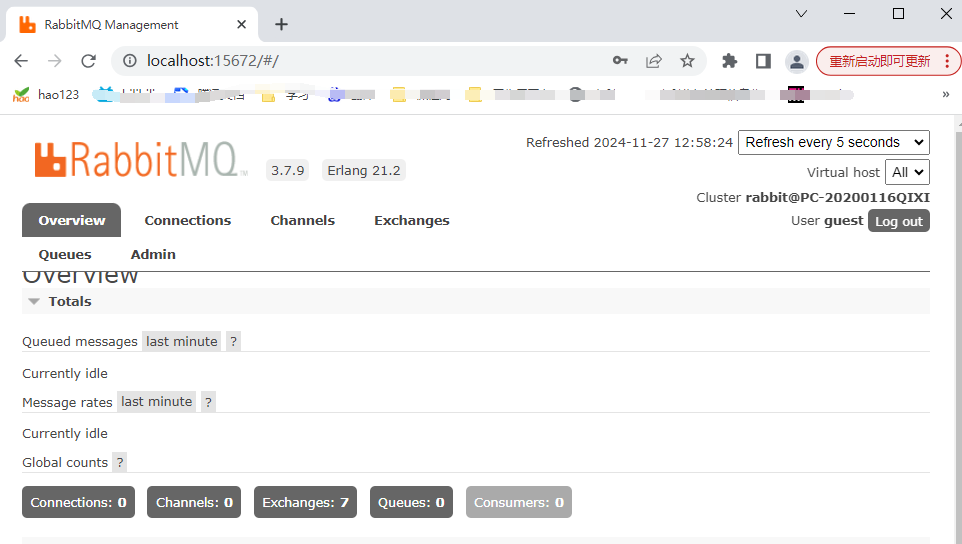 RabbitMQ Management
localhost:15672/#/
重新启动即可更新
hao123
学习
»
RabbitMQ TM 3.7.9 Erlang 21.2
Refreshed 2024-11-27 12:58:24 Refresh every 5 seconds
Virtual host All
Cluster rabbit@PC-20200116QIXI
User guest Log out
Overview Connections Channels Exchanges
Queues Admin
Overview
Totals
Queued messages last minute ?
Currently idle
Message rates last minute ?
Currently idle
Global counts ?
Connections: 0 Channels: 0 Exchanges: 7 Queues: 0 Consumers: 0